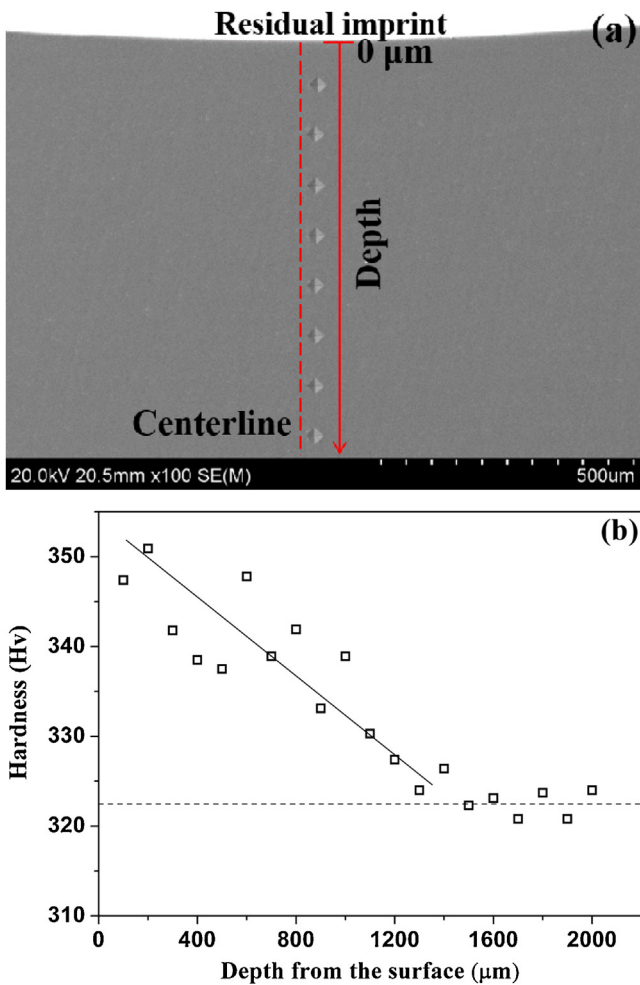 Residual imprint
(a)
0 μm
Depth
Centerline
20.0kV 20.5mm x100 SE(M)
500um
(b)
350
340
330
320
310
Hardness (Hv)
0
400
800
1200
1600
2000
Depth from the surface (μm)